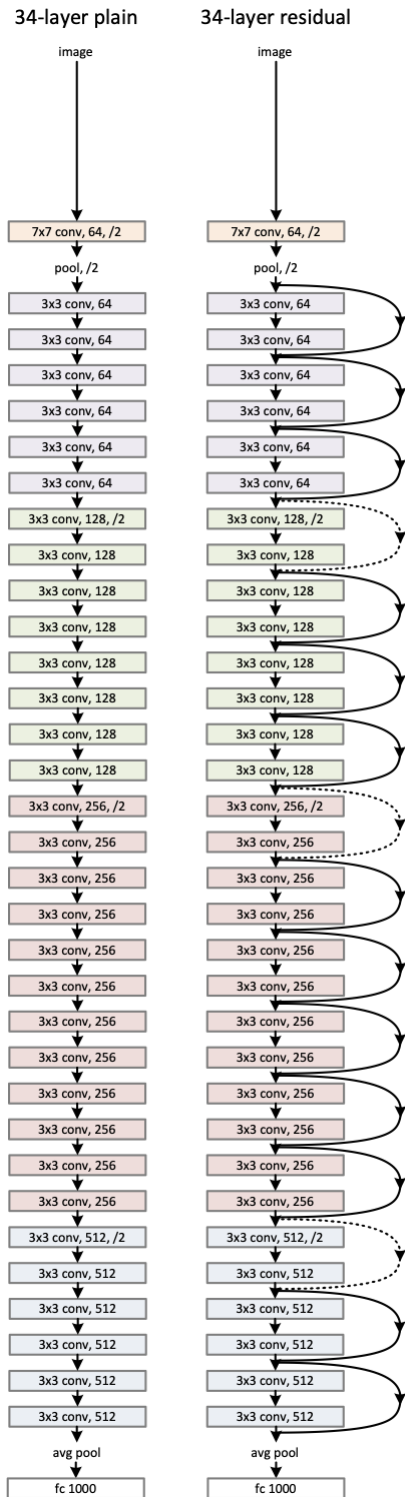 34-layer plain
image
7x7 conv, 64, /2
pool, /2
3x3 conv, 64
3x3 conv, 64
3x3 conv, 64
3x3 conv, 64
3x3 conv, 64
3x3 conv, 64
3x3 conv, 128, /2
3x3 conv, 128
3x3 conv, 128
3x3 conv, 128
3x3 conv, 128
3x3 conv, 128
3x3 conv, 128
3x3 conv, 128
3x3 conv, 256, /2
3x3 conv, 256
3x3 conv, 256
3x3 conv, 256
3x3 conv, 256
3x3 conv, 256
3x3 conv, 256
3x3 conv, 256
3x3 conv, 256
3x3 conv, 256
3x3 conv, 256
3x3 conv, 256
3x3 conv, 512, /2
3x3 conv, 512
3x3 conv, 512
3x3 conv, 512
3x3 conv, 512
3x3 conv, 512
avg pool
fc 1000
34-layer residual
image
7x7 conv, 64, /2
pool, /2
3x3 conv, 64
3x3 conv, 64
3x3 conv, 64
3x3 conv, 64
3x3 conv, 64
3x3 conv, 64
3x3 conv, 128, /2
3x3 conv, 128
3x3 conv, 128
3x3 conv, 128
3x3 conv, 128
3x3 conv, 128
3x3 conv, 128
3x3 conv, 128
3x3 conv, 256, /2
3x3 conv, 256
3x3 conv, 256
3x3 conv, 256
3x3 conv, 256
3x3 conv, 256
3x3 conv, 256
3x3 conv, 256
3x3 conv, 256
3x3 conv, 256
3x3 conv, 256
3x3 conv, 256
3x3 conv, 512, /2
3x3 conv, 512
3x3 conv, 512
3x3 conv, 512
3x3 conv, 512
3x3 conv, 512
avg pool
fc 1000